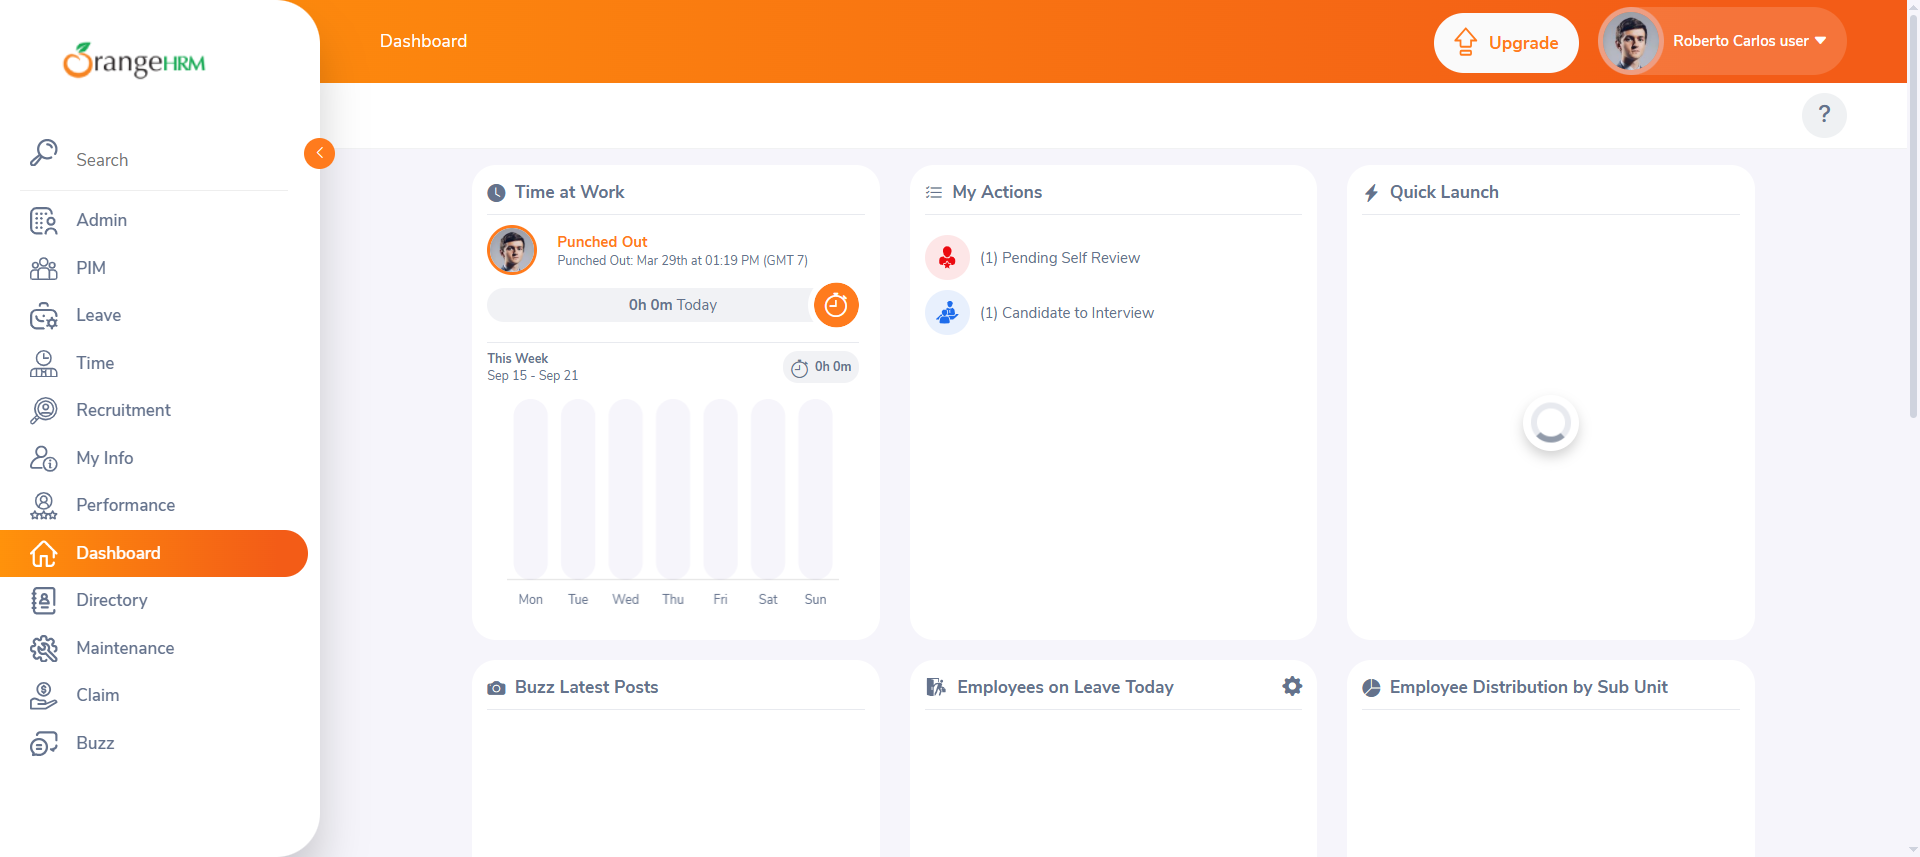 OrangeHRM
Dashboard
Upgrade
Roberto Carlos user
?
Search
Admin
PIM
Leave
Time
Recruitment
My Info
Performance
Dashboard
Directory
Maintenance
Claim
Buzz
Time at Work
Punched Out
Punched Out: Mar 29th at 01:19 PM (GMT 7)
0h 0m Today
This Week
Sep 15 - Sep 21
0h 0m
Mon Tue Wed Thu Fri Sat Sun
My Actions
(1) Pending Self Review
(1) Candidate to Interview
Quick Launch
Buzz Latest Posts
Employees on Leave Today
Employee Distribution by Sub Unit